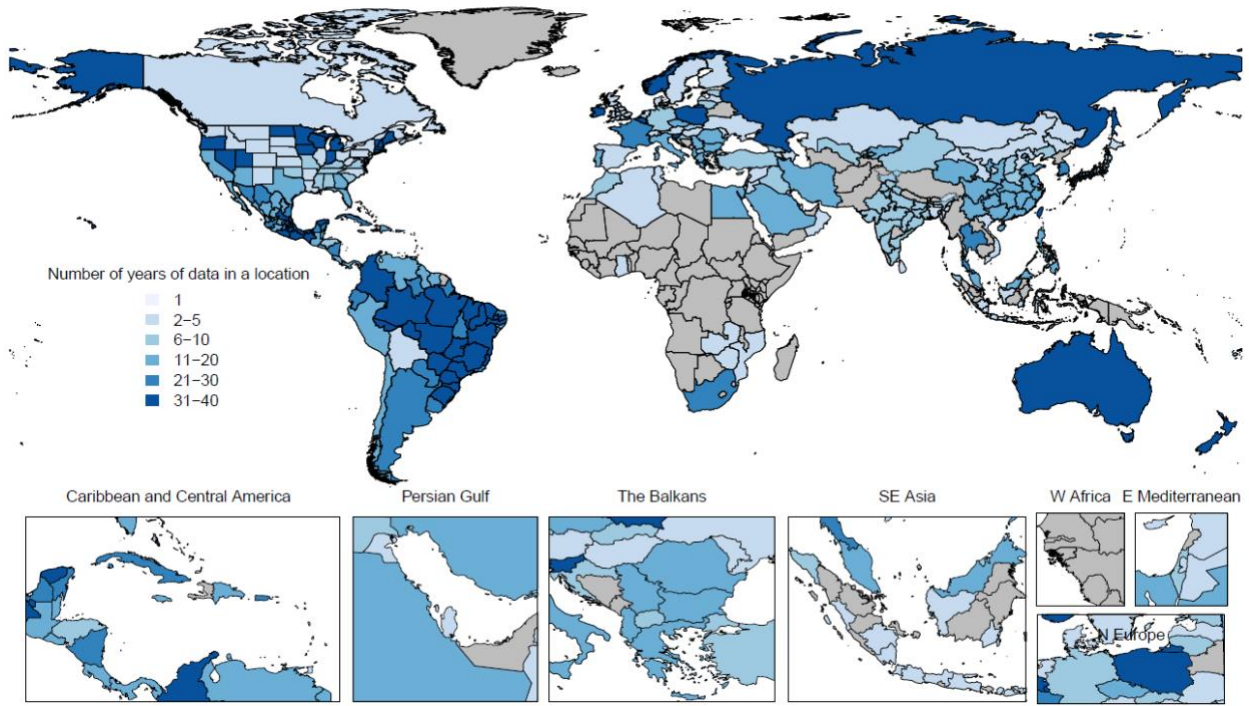 Number of years of data in a location
1
2–5
6–10
11–20
21–30
31–40
Caribbean and Central America
Persian Gulf
The Balkans
SE Asia
W Africa
E Mediterranean
N Europe